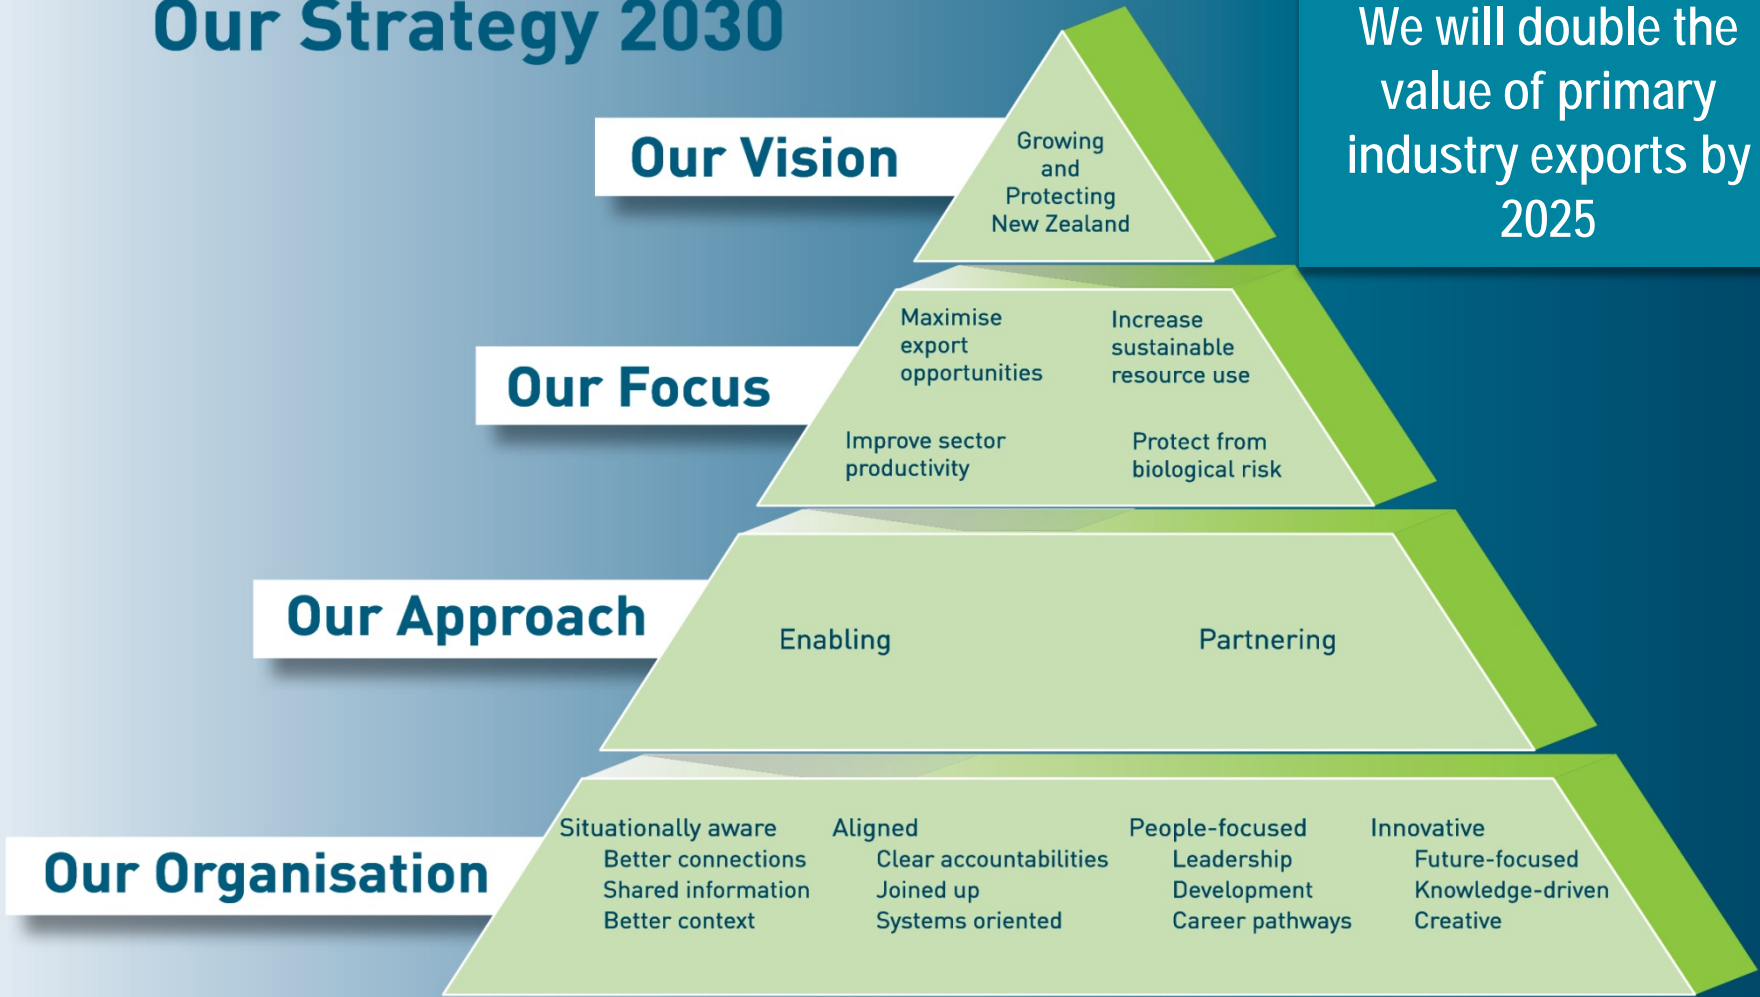 Our Strategy 2030
We will double the
value of primary
industry exports by
2025
Our Vision
Growing
and
Protecting
New Zealand
Our Focus
Maximise
export
opportunities
Increase
sustainable
resource use
Improve sector
productivity
Protect from
biological risk
Our Approach
Enabling
Partnering
Our Organisation
Situationally aware
Better connections
Shared information
Better context
Aligned
Clear accountabilities
Joined up
Systems oriented
People-focused
Leadership
Development
Career pathways
Innovative
Future-focused
Knowledge-driven
Creative